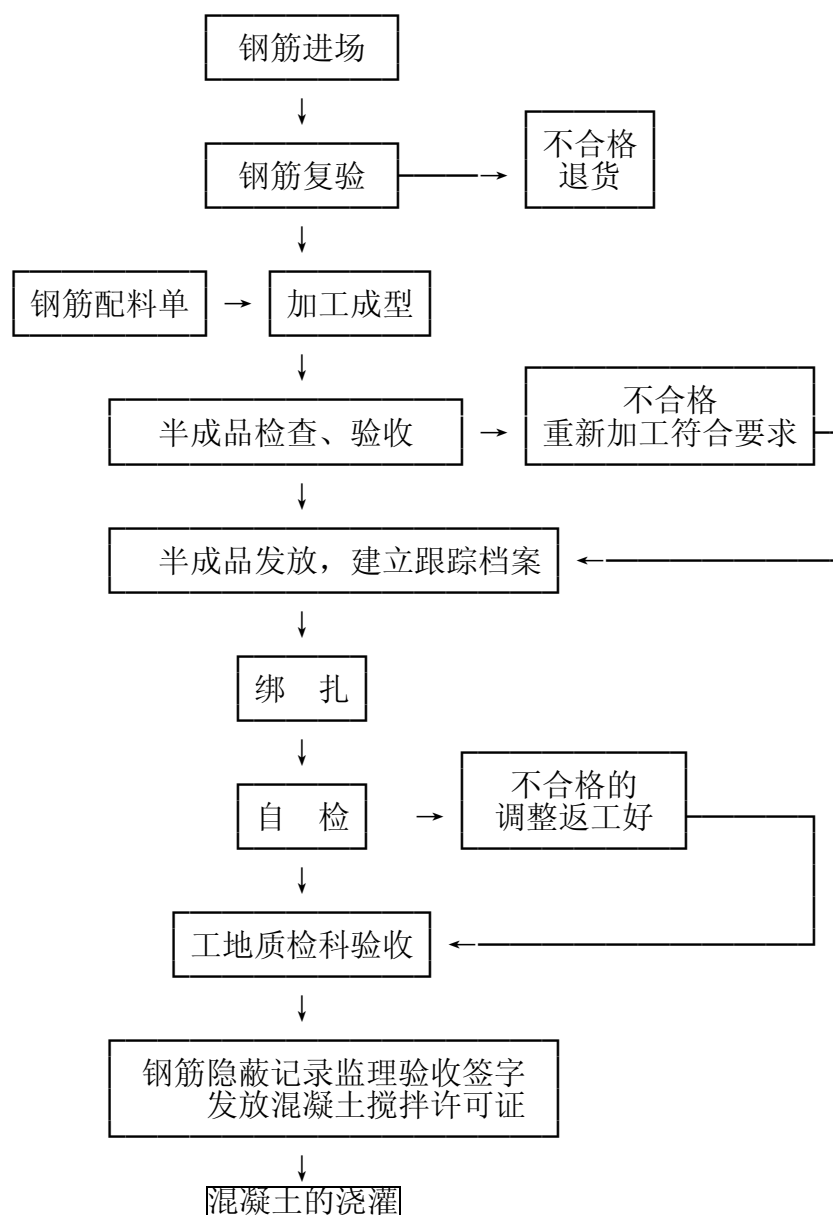 钢筋进场
不合格
退货
钢筋复验
钢筋配料单
加工成型
不合格
重新加工符合要求
半成品检查、验收
半成品发放，建立跟踪档案
绑 扎
不合格的
调整返工好
自 检
工地质检科验收
钢筋隐蔽记录监理验收签字
发放混凝土搅拌许可证
混凝土的浇灌